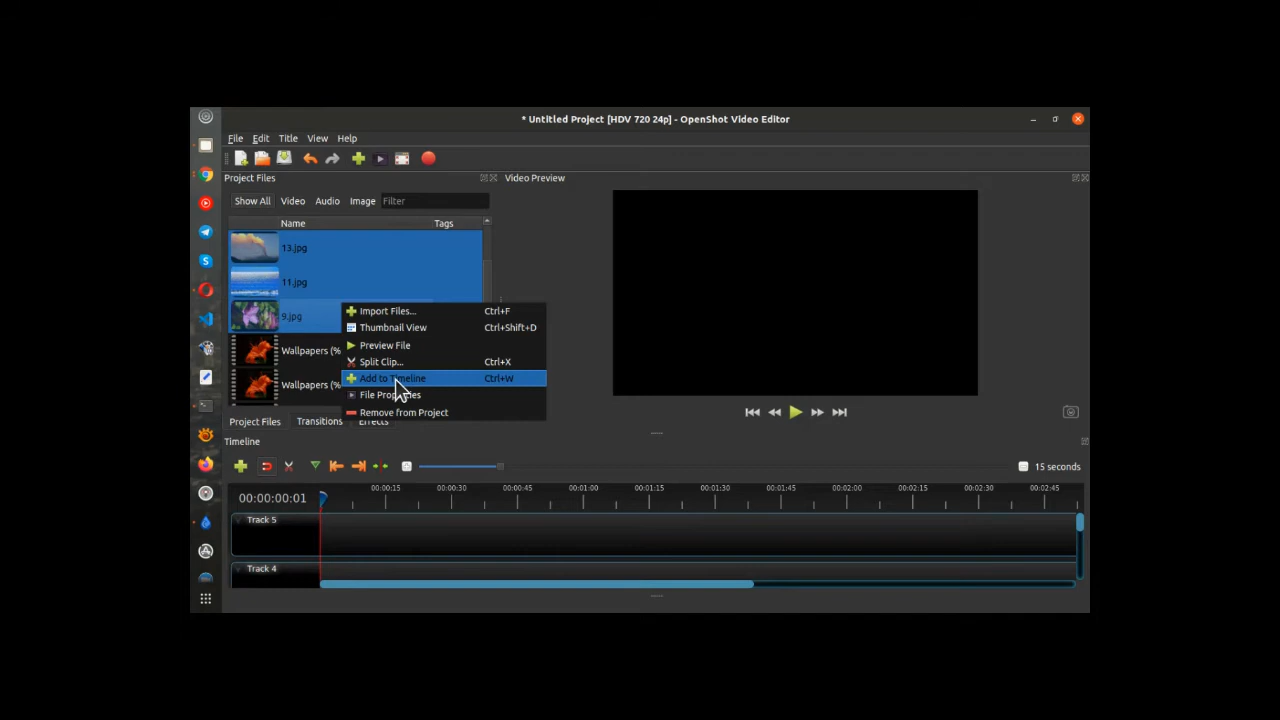 * Untitled Project [HDV 720 24p] - OpenShot Video Editor
File Edit Title View Help
Project Files
Video Preview
Show All Video Audio Image Filter
Name Tags
13.jpg
11.jpg
9.jpg
Wallpapers (%
Wallpapers (%
Import Files... Ctrl+F
Thumbnail View Ctrl+Shift+D
Preview File
Split Clip... Ctrl+X
Add to Timeline Ctrl+W
File Properties
Remove from Project
Project Files Transitions Effects
Timeline
15 seconds
00:00:00:01
00:00:15 00:00:30 00:00:45 00:01:00 00:01:15 00:01:30 00:01:45 00:02:00 00:02:15 00:02:30 00:02:45
Track 5
Track 4